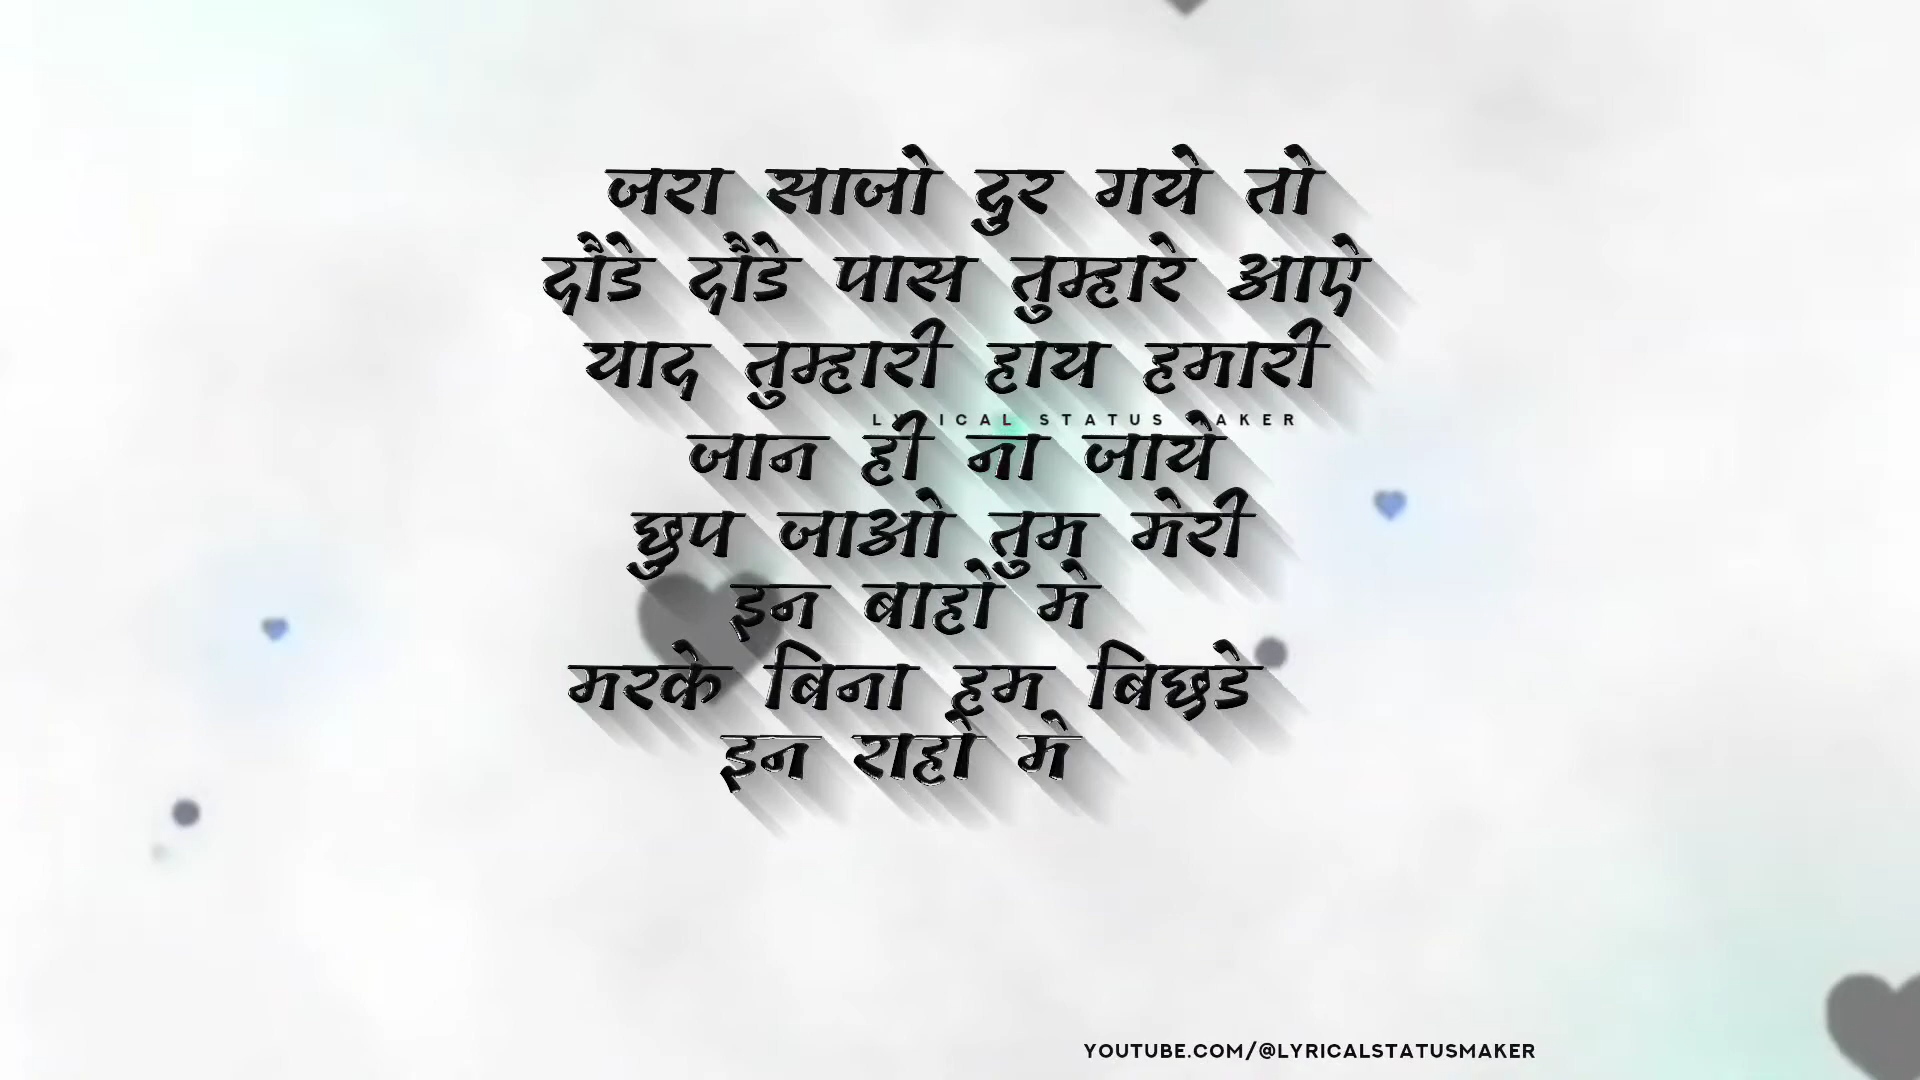 जरा साजो दुर गये तो
दौडे दौडे पास तुम्हारे आऐ
याद तुम्हारी हाय हमारी
LYRICAL STATUS MAKER
जान ही ना जाये
छुप जाओ तुम मेरी
इन बाहो मे
मरके बिना हम बिछडे
इन राहो मे
YOUTUBE.COM/@LYRICALSTATUSMAKER